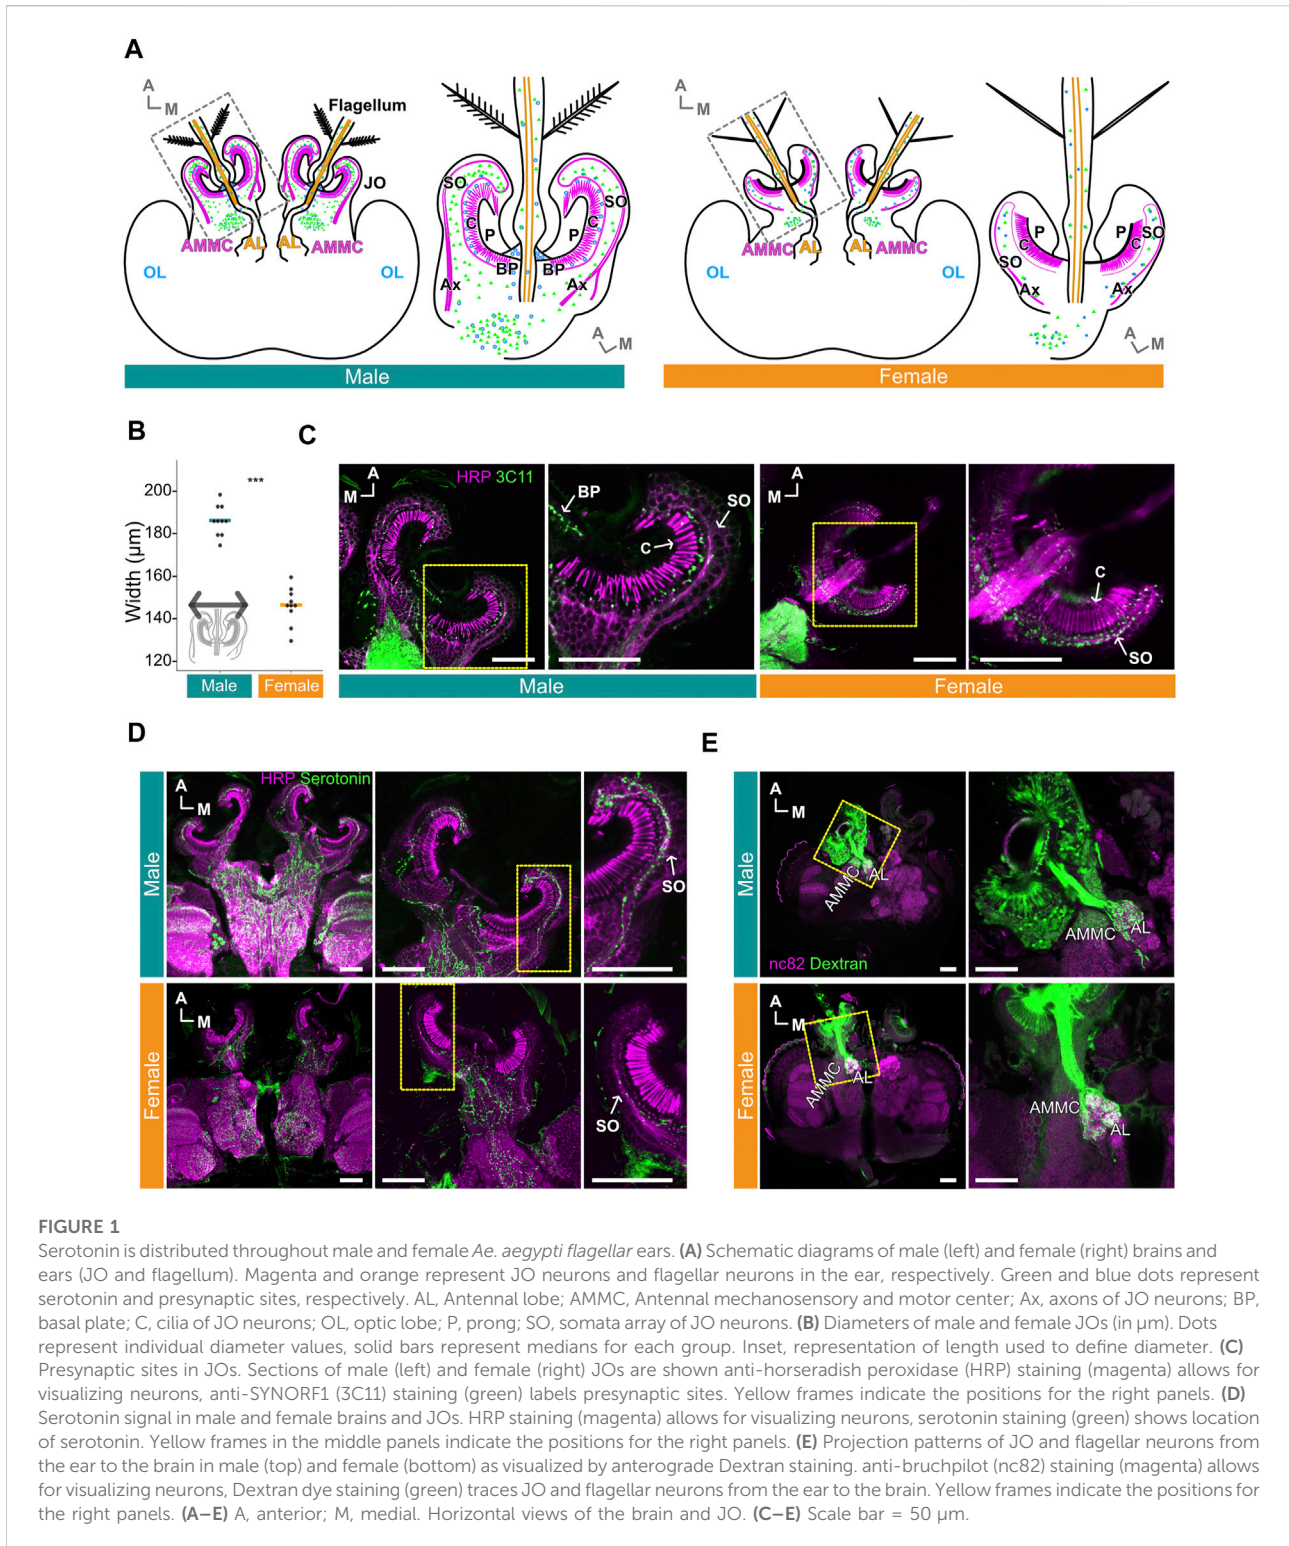 A
A
M
Flagellum
JO
AMMC
AL
AL
AMMC
OL
OL
SO
SO
C
C
P
P
BP
BP
Ax
Ax
A
M
Male
A
M
AMMC
AL
AL
AMMC
OL
OL
P
P
SO
SO
C
C
Ax
Ax
A
M
Female
B
Width (µm)
200
180
160
140
120
***
Male
Female
C
HRP 3C11
A
M
BP
SO
C
Male
A
M
C
SO
Female
D
Male
HRP Serotonin
A
M
SO
Female
A
M
SO
E
Male
A
M
AMMC
AL
nc82 Dextran
AMMC
AL
Female
A
M
AMMC
AL
AMMC
AL
FIGURE 1
Serotonin is distributed throughout male and female Ae. aegypti flagellar ears. (A) Schematic diagrams of male (left) and female (right) brains and
ears (JO and flagellum). Magenta and orange represent JO neurons and flagellar neurons in the ear, respectively. Green and blue dots represent
serotonin and presynaptic sites, respectively. AL, Antennal lobe; AMMC, Antennal mechanosensory and motor center; Ax, axons of JO neurons; BP,
basal plate; C, cilia of JO neurons; OL, optic lobe; P, prong; SO, somata array of JO neurons. (B) Diameters of male and female JOs (in µm). Dots
represent individual diameter values, solid bars represent medians for each group. Inset, representation of length used to define diameter. (C)
Presynaptic sites in JOs. Sections of male (left) and female (right) JOs are shown anti-horseradish peroxidase (HRP) staining (magenta) allows for
visualizing neurons, anti-SYNORF1 (3C11) staining (green) labels presynaptic sites. Yellow frames indicate the positions for the right panels. (D)
Serotonin signal in male and female brains and JOs. HRP staining (magenta) allows for visualizing neurons, serotonin staining (green) shows location
of serotonin. Yellow frames in the middle panels indicate the positions for the right panels. (E) Projection patterns of JO and flagellar neurons from
the ear to the brain in male (top) and female (bottom) as visualized by anterograde Dextran staining. anti-bruchpilot (nc82) staining (magenta) allows
for visualizing neurons, Dextran dye staining (green) traces JO and flagellar neurons from the ear to the brain. Yellow frames indicate the positions for
the right panels. (A–E) A, anterior; M, medial. Horizontal views of the brain and JO. (C–E) Scale bar = 50 µm.